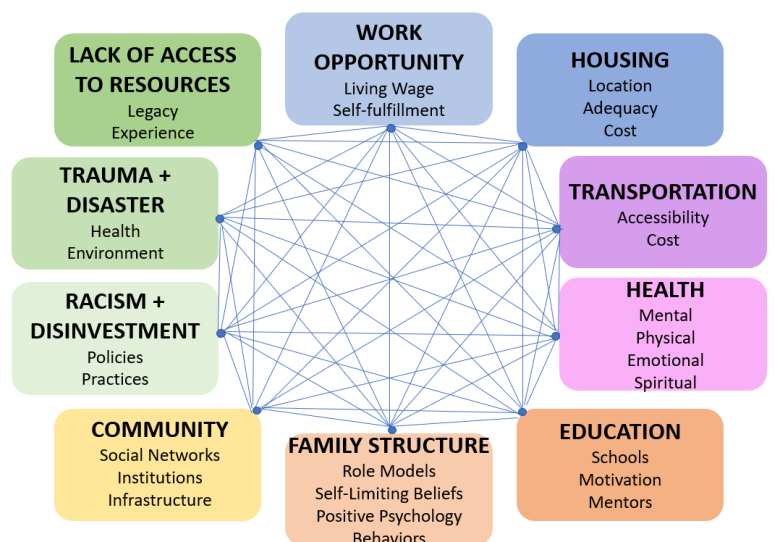 WORK
OPPORTUNITY
Living Wage
Self-fulfillment
LACK OF ACCESS
TO RESOURCES
Legacy
Experience
HOUSING
Location
Adequacy
Cost
TRAUMA +
DISASTER
Health
Environment
TRANSPORTATION
Accessibility
Cost
RACISM +
DISINVESTMENT
Policies
Practices
HEALTH
Mental
Physical
Emotional
Spiritual
COMMUNITY
Social Networks
Institutions
Infrastructure
FAMILY STRUCTURE
Role Models
Self-Limiting Beliefs
Positive Psychology
Behaviors
EDUCATION
Schools
Motivation
Mentors